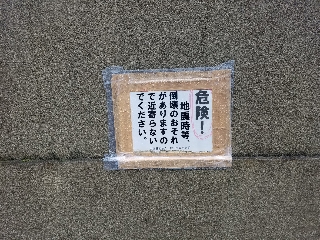 危険!
地震時等、
倒壊のおそれ
がありますの
で近寄らない
でください。